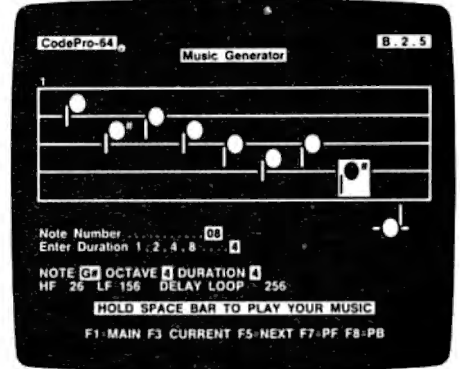 CodePro-64
B.2.5
Music Generator
1
#
#
Note Number ........... 08
Enter Duration 1,2,4,8 .... 4
NOTE G# OCTAVE 4 DURATION 4
HF 26 LF 156 DELAY LOOP 256
HOLD SPACE BAR TO PLAY YOUR MUSIC
F1=MAIN F3 CURRENT F5=NEXT F7=PF F8=PB